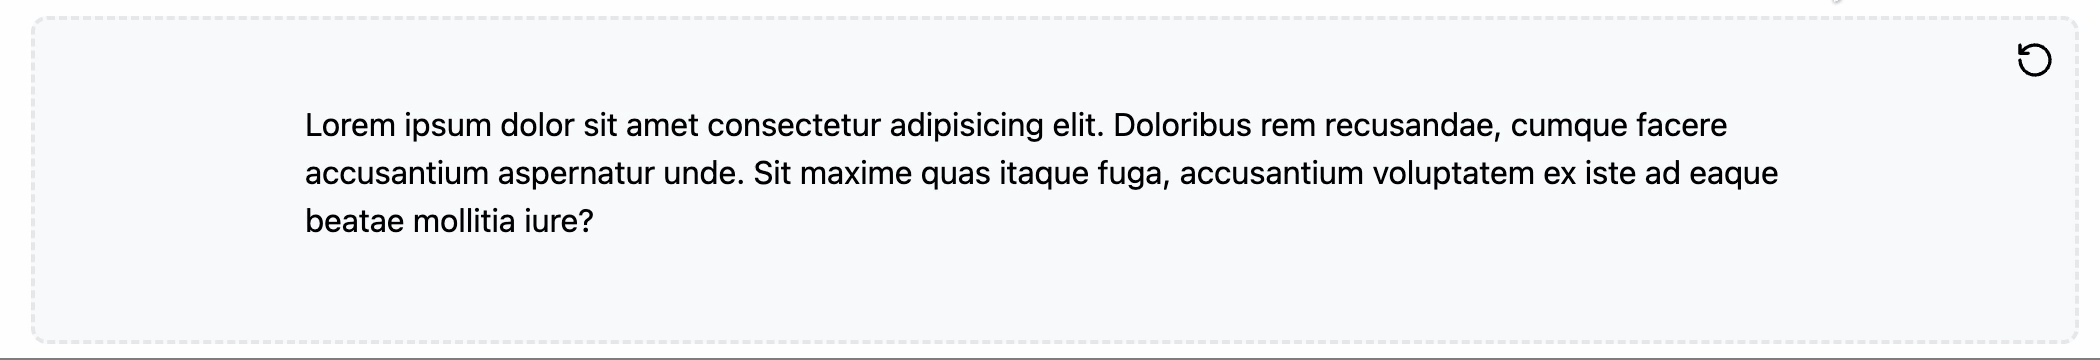 Lorem ipsum dolor sit amet consectetur adipisicing elit. Doloribus rem recusandae, cumque facere
accusantium aspernatur unde. Sit maxime quas itaque fuga, accusantium voluptatem ex iste ad eaque
beatae mollitia iure?